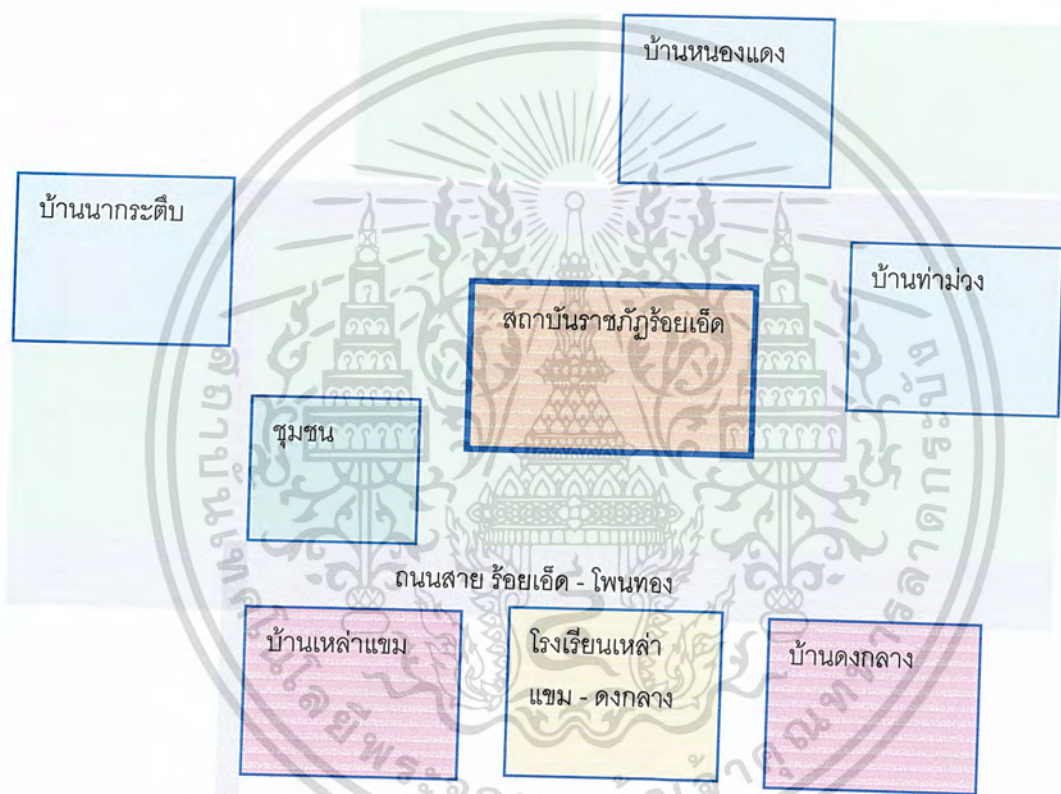 บ้านหนองแดง
บ้านนากระตึบ
บ้านท่าม่วง
สถาบันราชภัฏร้อยเอ็ด
ชุมชน
ถนนสาย ร้อยเอ็ด - โพนทอง
บ้านเหล่าแขม
โรงเรียนเหล่า
แขม - ดงกลาง
บ้านดงกลาง